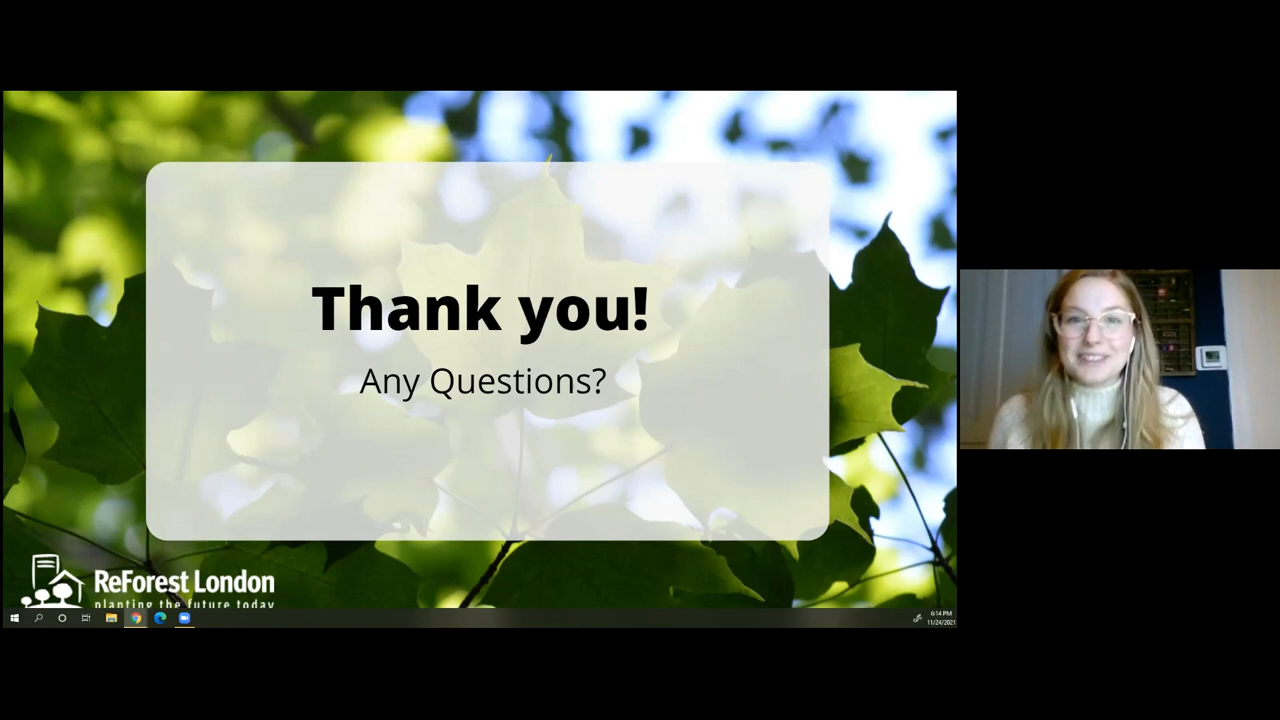 Thank you!
Any Questions?
ReForest London
planting the future today
6:14 PM
11/24/2021